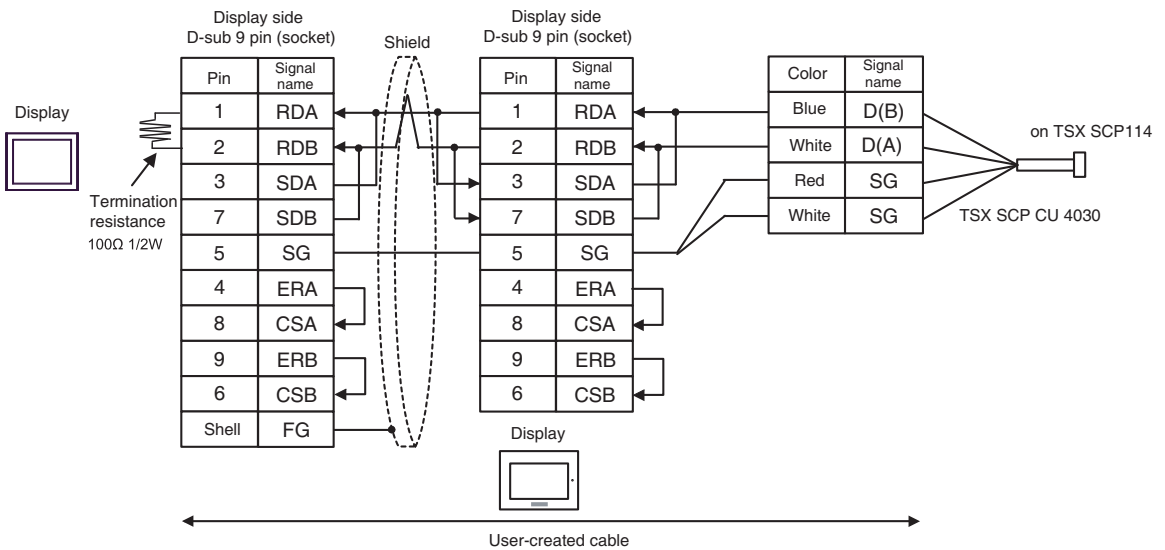 Display side
D-sub 9 pin (socket)
Shield
Display side
D-sub 9 pin (socket)
Display
Termination
resistance
100Ω 1/2W
Pin Signal name
1 RDA
2 RDB
3 SDA
7 SDB
5 SG
4 ERA
8 CSA
9 ERB
6 CSB
Shell FG
Pin Signal name
1 RDA
2 RDB
3 SDA
7 SDB
5 SG
4 ERA
8 CSA
9 ERB
6 CSB
Display
Color Signal name
Blue D(B)
White D(A)
Red SG
White SG
on TSX SCP114
TSX SCP CU 4030
User-created cable